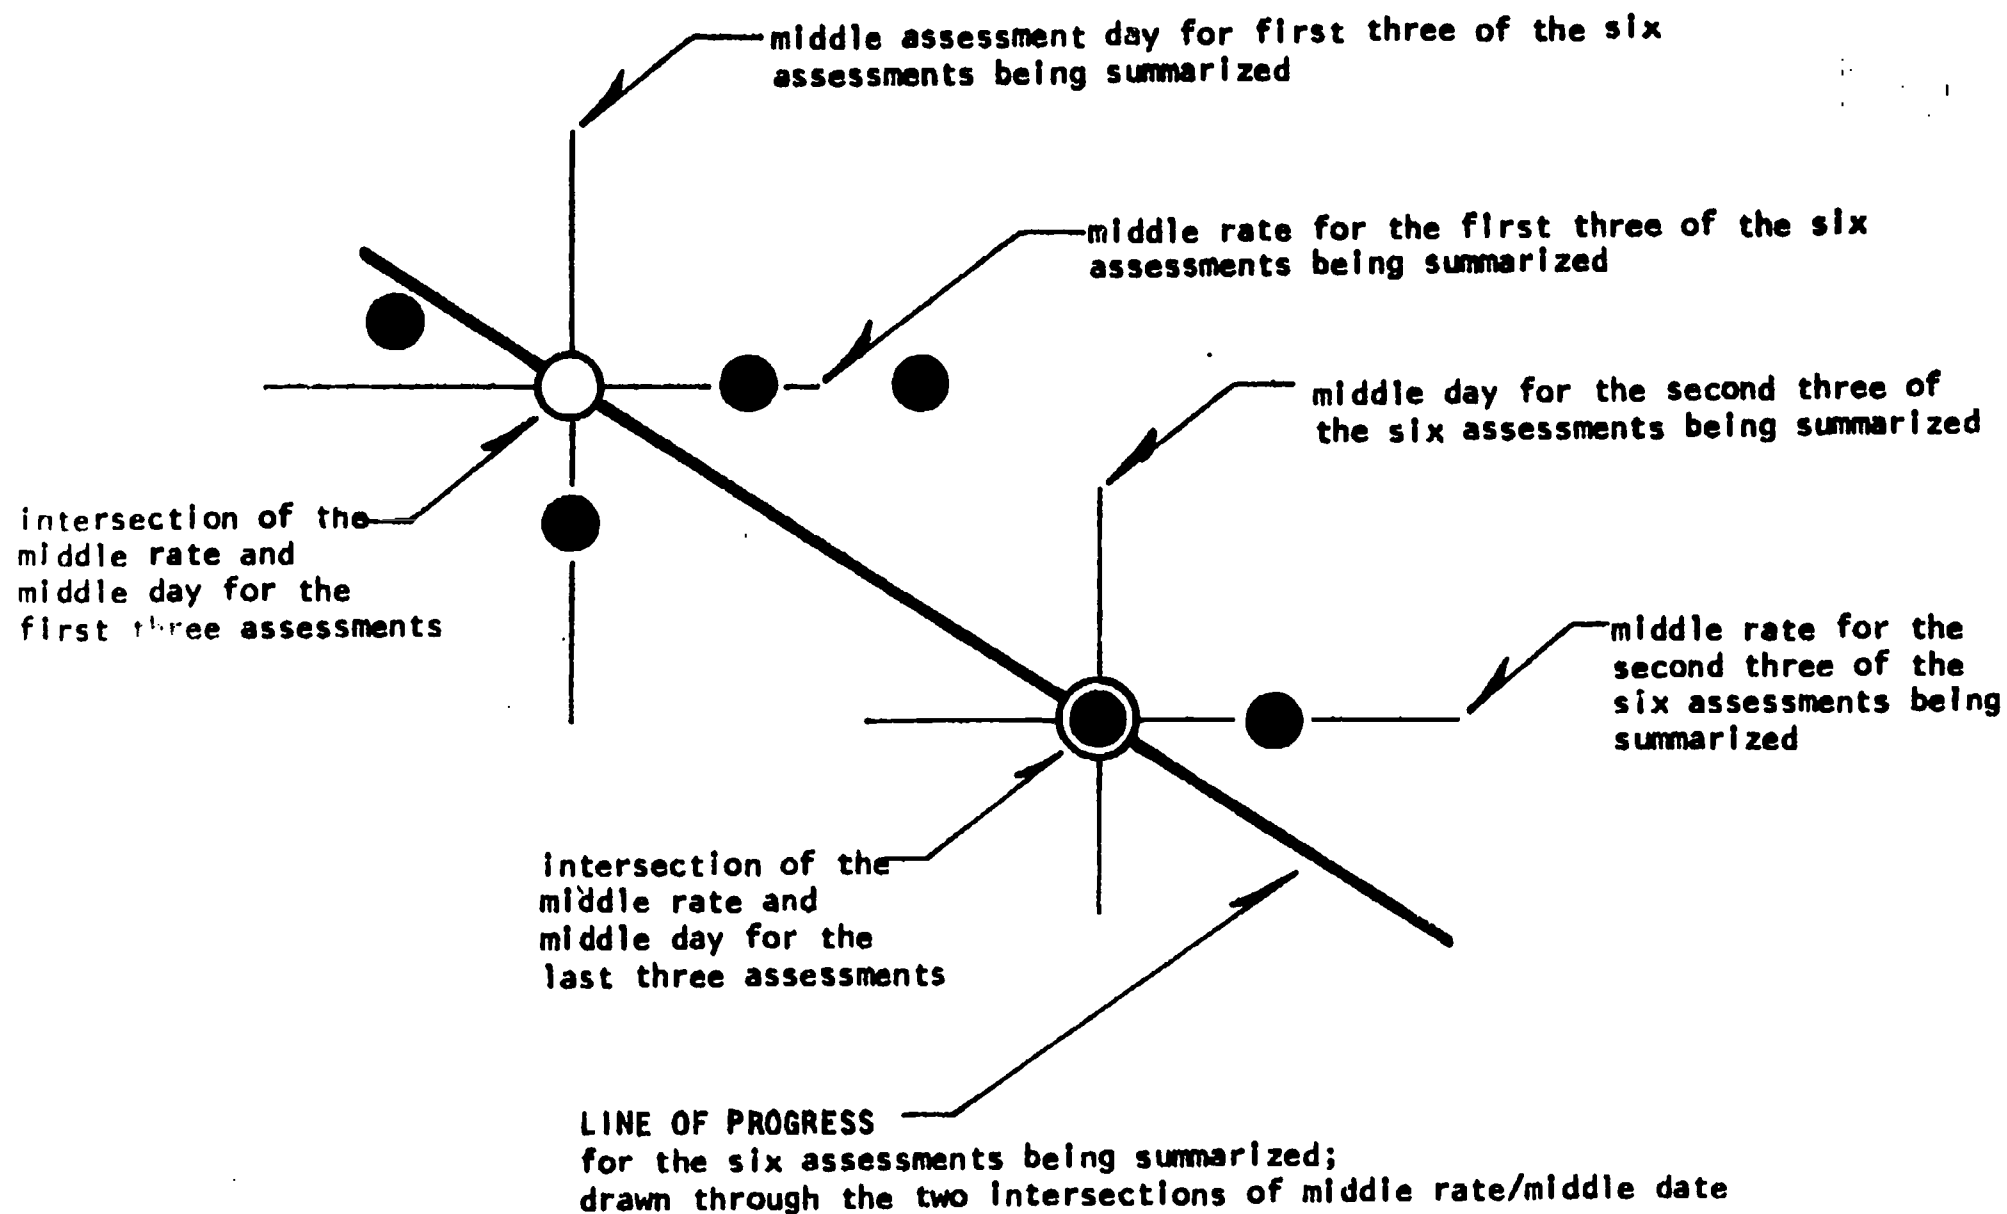 middle assessment day for first three of the six
assessments being summarized
middle rate for the first three of the six
assessments being summarized
middle day for the second three of
the six assessments being summarized
intersection of the
middle rate and
middle day for the
first three assessments
middle rate for the
second three of the
six assessments being
summarized
intersection of the
middle rate and
middle day for the
last three assessments
LINE OF PROGRESS
for the six assessments being summarized;
drawn through the two intersections of middle rate/middle date